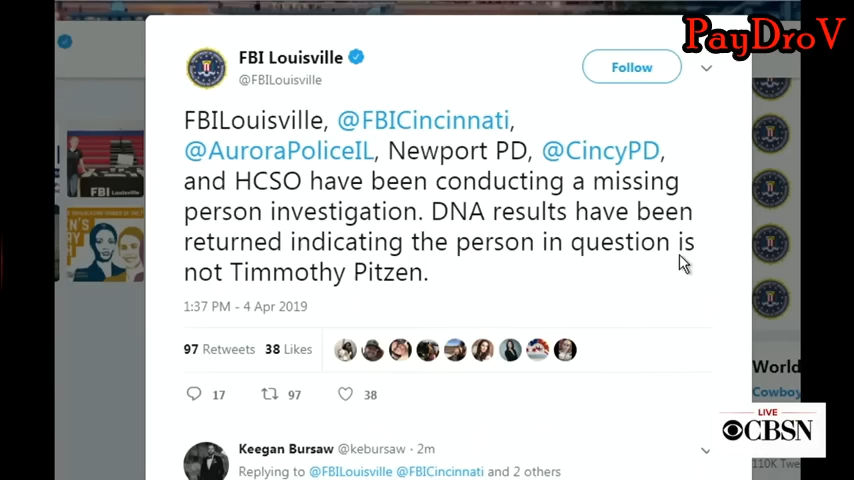 PayDroV
FBI Louisville
@FBILouisville
Follow
FBILouisville, @FBICincinnati,
@AuroraPoliceIL, Newport PD, @CincyPD,
and HCSO have been conducting a missing
person investigation. DNA results have been
returned indicating the person in question is
not Timmothy Pitzen.
1:37 PM - 4 Apr 2019
97 Retweets 38 Likes
17 97 38
Keegan Bursaw @kebursaw · 2m
Replying to @FBILouisville @FBICincinnati and 2 others
FBI Louisville
World
Cowboy
LIVE
CBSN
110K Twe